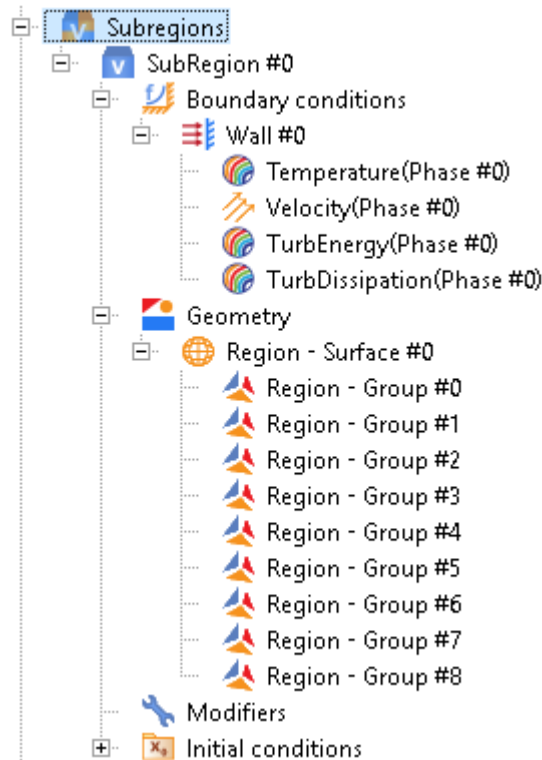 Subregions
SubRegion #0
Boundary conditions
Wall #0
Temperature(Phase #0)
Velocity(Phase #0)
TurbEnergy(Phase #0)
TurbDissipation(Phase #0)
Geometry
Region - Surface #0
Region - Group #0
Region - Group #1
Region - Group #2
Region - Group #3
Region - Group #4
Region - Group #5
Region - Group #6
Region - Group #7
Region - Group #8
Modifiers
Initial conditions